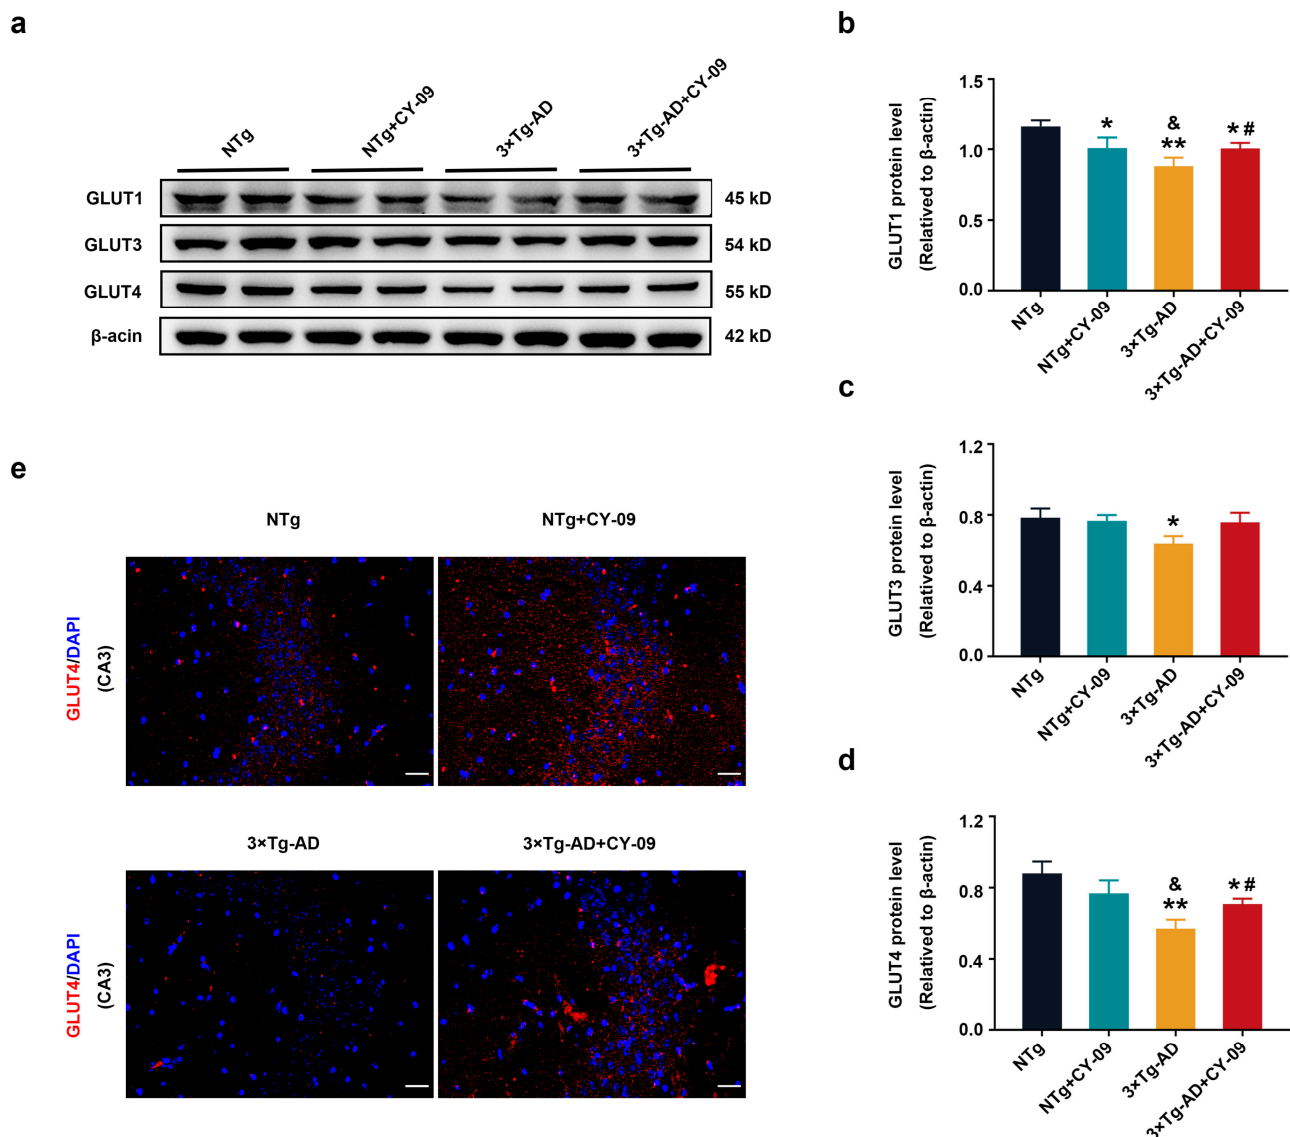 a
NTg
NTg+CY-09
3×Tg-AD
3×Tg-AD+CY-09
GLUT1
45 kD
GLUT3
54 kD
GLUT4
55 kD
β-acin
42 kD
b
GLUT1 protein level
(Relatived to β-actin)
1.5
1.0
0.5
0.0
*
&
**
* #
NTg
NTg+CY-09
3×Tg-AD
3×Tg-AD+CY-09
c
GLUT3 protein level
(Relatived to β-actin)
1.2
0.8
0.4
0.0
*
NTg
NTg+CY-09
3×Tg-AD
3×Tg-AD+CY-09
d
GLUT4 protein level
(Relatived to β-actin)
1.2
0.8
0.4
0.0
&
**
* #
NTg
NTg+CY-09
3×Tg-AD
3×Tg-AD+CY-09
e
NTg
NTg+CY-09
GLUT4/DAPI
(CA3)
3×Tg-AD
3×Tg-AD+CY-09
GLUT4/DAPI
(CA3)